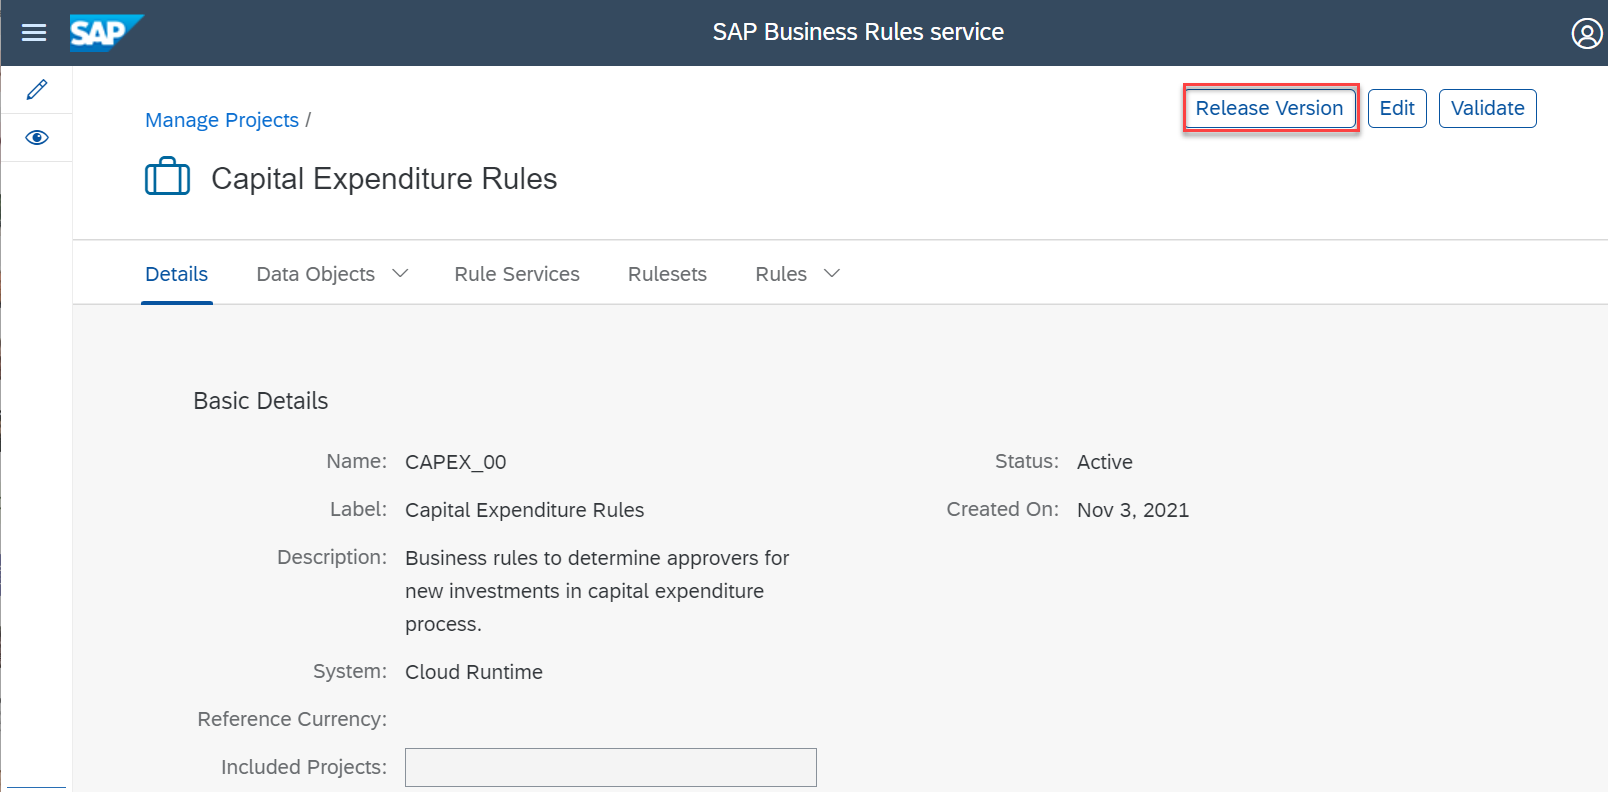 SAP SAP Business Rules service
Manage Projects /
Release Version Edit Validate
Capital Expenditure Rules
Details Data Objects Rule Services Rulesets Rules
Basic Details
Name: CAPEX_00
Status: Active
Label: Capital Expenditure Rules
Created On: Nov 3, 2021
Description: Business rules to determine approvers for
new investments in capital expenditure
process.
System: Cloud Runtime
Reference Currency:
Included Projects: